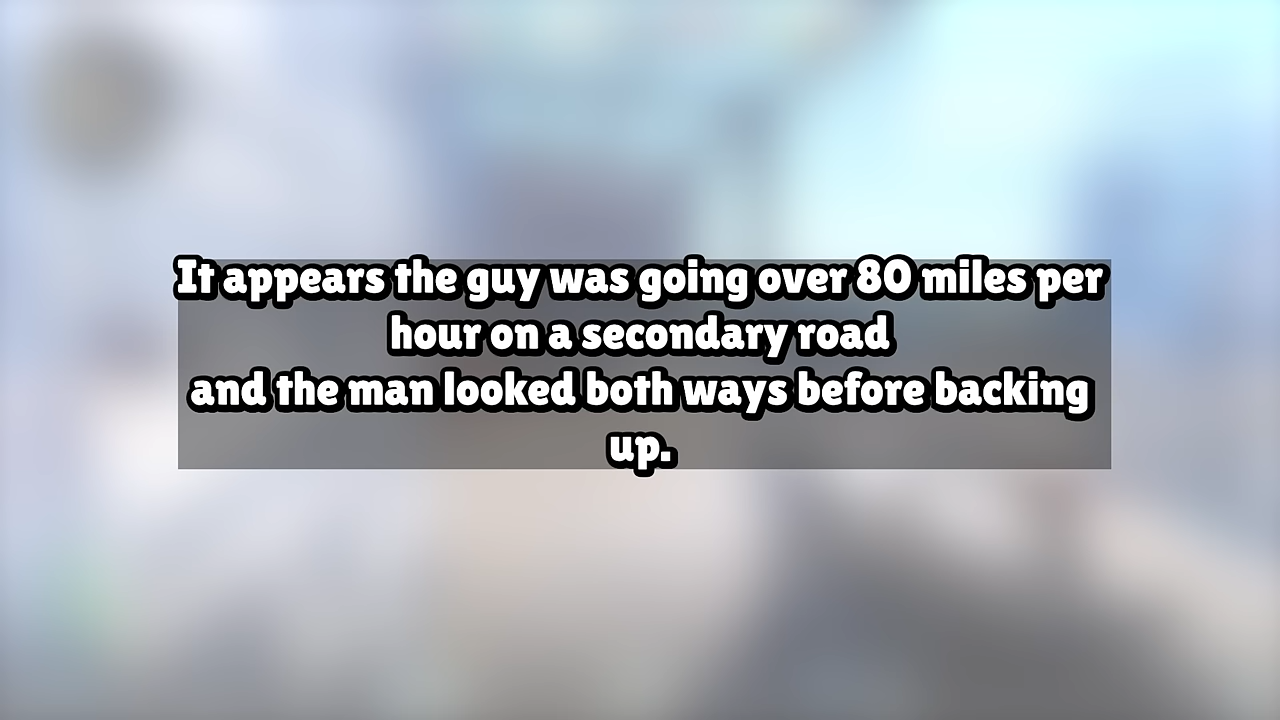 It appears the guy was going over 80 miles per
hour on a secondary road
and the man looked both ways before backing
up.